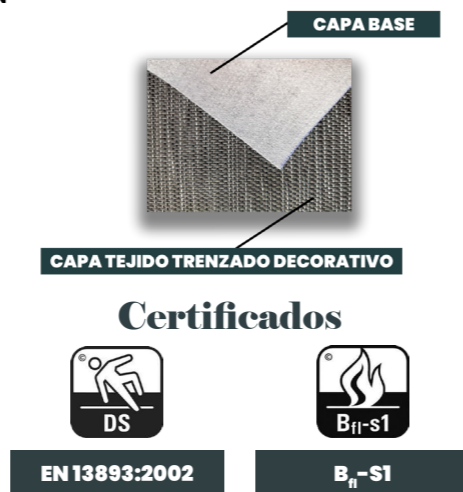 CAPA BASE
CAPA TEJIDO TRENZADO DECORATIVO
Certificados
©
DS
©
Bfl-s1
EN 13893:2002
Bfl-S1